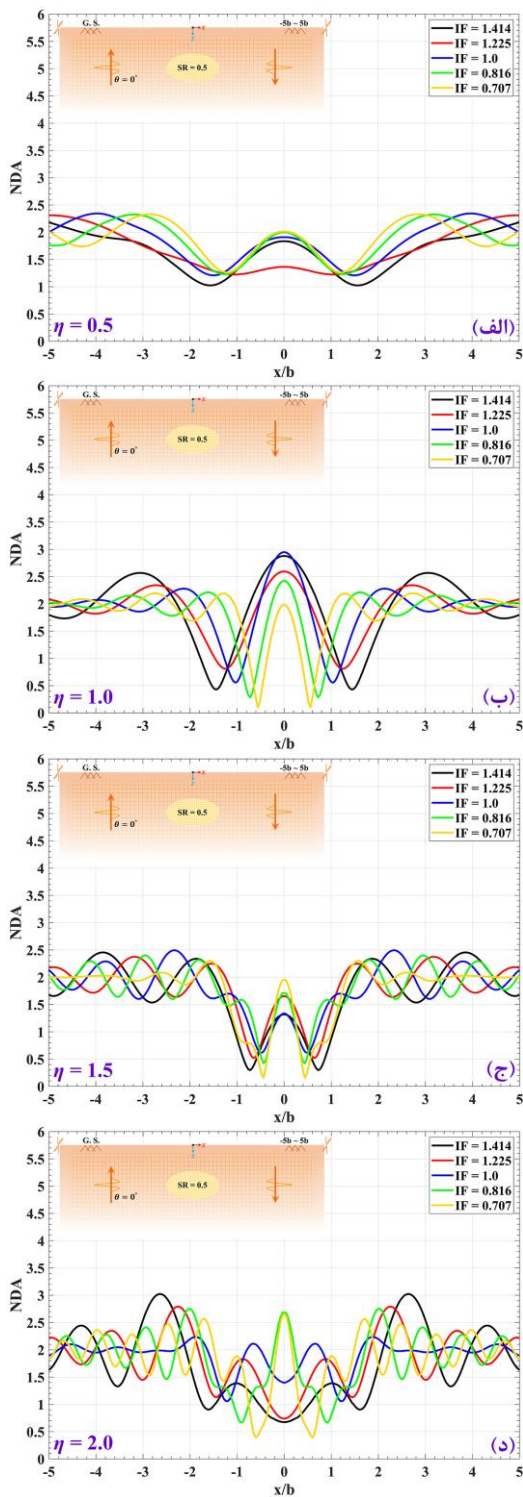 6
5.5
5
4.5
4
3.5
3
2.5
2
1.5
1
0.5
0
NDA
G. S.
-5b ~ 5b
x
z
θ = 0°
SR = 0.5
IF = 1.414
IF = 1.225
IF = 1.0
IF = 0.816
IF = 0.707
η = 0.5
(الف)
-5 -4 -3 -2 -1 0 1 2 3 4 5
x/b
6
5.5
5
4.5
4
3.5
3
2.5
2
1.5
1
0.5
0
NDA
G. S.
-5b ~ 5b
x
z
θ = 0°
SR = 0.5
IF = 1.414
IF = 1.225
IF = 1.0
IF = 0.816
IF = 0.707
η = 1.0
(ب)
-5 -4 -3 -2 -1 0 1 2 3 4 5
x/b
6
5.5
5
4.5
4
3.5
3
2.5
2
1.5
1
0.5
0
NDA
G. S.
-5b ~ 5b
x
z
θ = 0°
SR = 0.5
IF = 1.414
IF = 1.225
IF = 1.0
IF = 0.816
IF = 0.707
η = 1.5
(ج)
-5 -4 -3 -2 -1 0 1 2 3 4 5
x/b
6
5.5
5
4.5
4
3.5
3
2.5
2
1.5
1
0.5
0
NDA
G. S.
-5b ~ 5b
x
z
θ = 0°
SR = 0.5
IF = 1.414
IF = 1.225
IF = 1.0
IF = 0.816
IF = 0.707
η = 2.0
(د)
-5 -4 -3 -2 -1 0 1 2 3 4 5
x/b